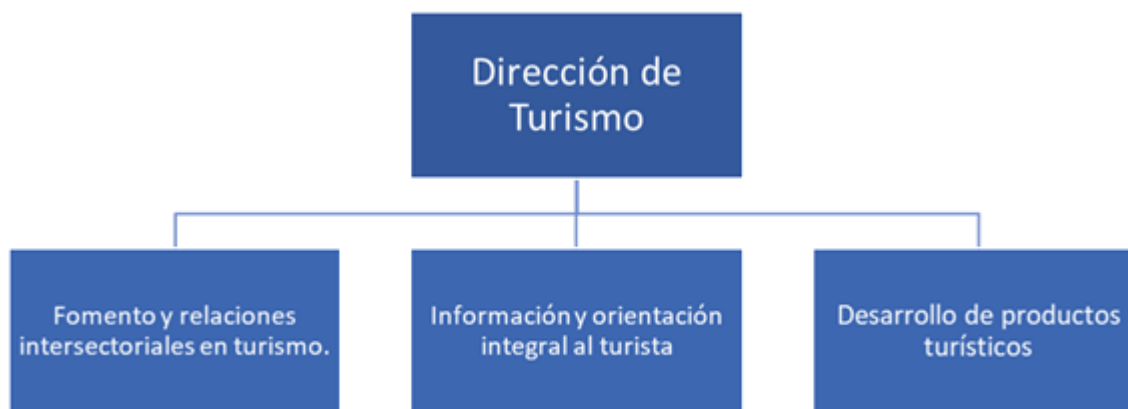 Dirección de
Turismo
Fomento y relaciones
intersectoriales en turismo.
Información y orientación
integral al turista
Desarrollo de productos
turísticos